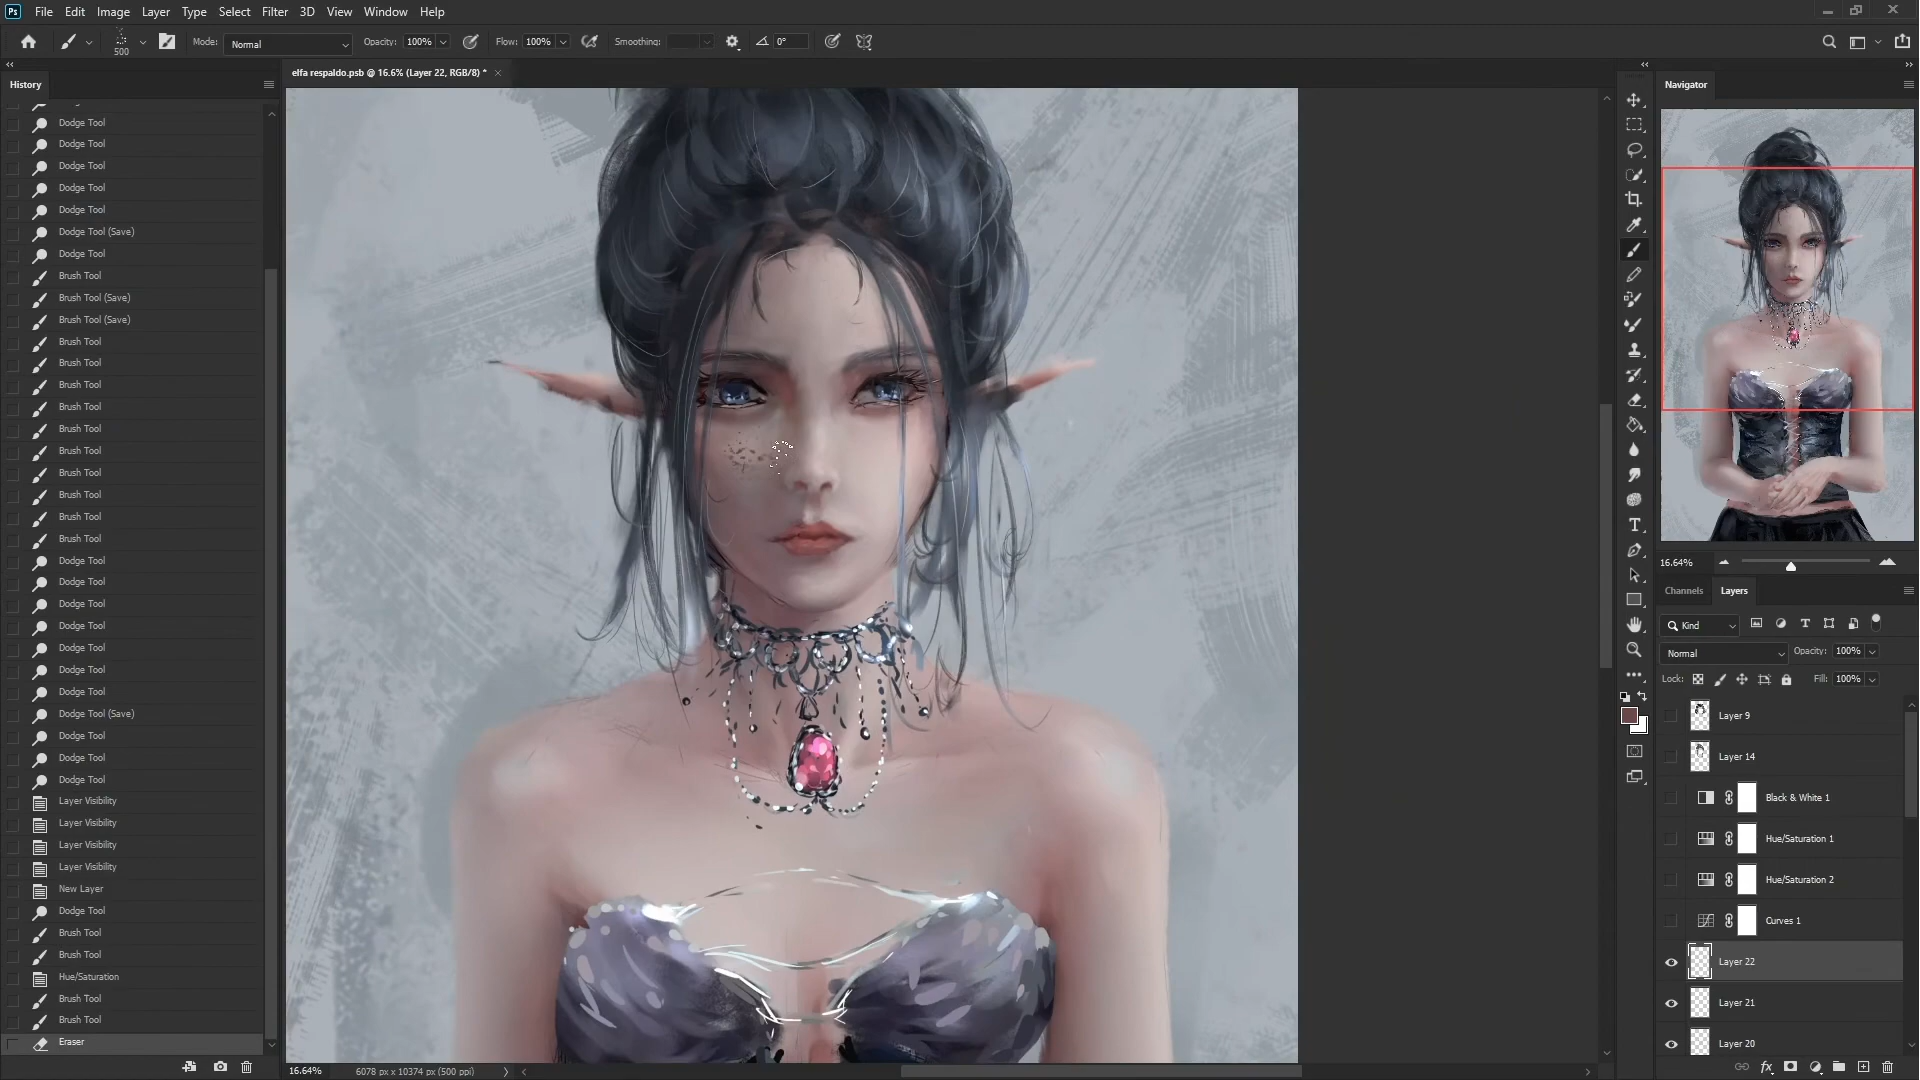 Ps File Edit Image Layer Type Select Filter 3D View Window Help
500 Mode: Normal Opacity: 100% Flow: 100% Smoothing: 0°
History
elfa respaldo.psb @ 16.6% (Layer 22, RGB/8) *
Dodge Tool
Dodge Tool
Dodge Tool
Dodge Tool
Dodge Tool
Dodge Tool (Save)
Dodge Tool
Brush Tool
Brush Tool (Save)
Brush Tool (Save)
Brush Tool
Brush Tool
Brush Tool
Brush Tool
Brush Tool
Brush Tool
Brush Tool
Brush Tool
Brush Tool
Brush Tool
Dodge Tool
Dodge Tool
Dodge Tool
Dodge Tool
Dodge Tool
Dodge Tool
Dodge Tool
Dodge Tool (Save)
Dodge Tool
Dodge Tool
Dodge Tool
Layer Visibility
Layer Visibility
Layer Visibility
Layer Visibility
New Layer
Dodge Tool
Brush Tool
Brush Tool
Hue/Saturation
Brush Tool
Brush Tool
Eraser
16.64% 6078 px x 10374 px (500 ppi)
Navigator
16.64%
Channels Layers
Kind
Normal Opacity: 100%
Lock: Fill: 100%
Layer 9
Layer 14
Black & White 1
Hue/Saturation 1
Hue/Saturation 2
Curves 1
Layer 22
Layer 21
Layer 20
fx